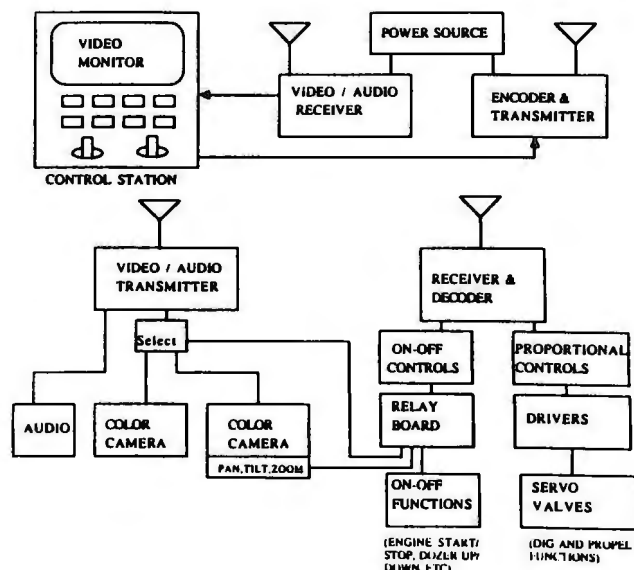 VIDEO
MONITOR
POWER SOURCE
VIDEO / AUDIO
RECEIVER
ENCODER &
TRANSMITTER
CONTROL STATION
VIDEO / AUDIO
TRANSMITTER
RECEIVER &
DECODER
Select
ON-OFF
CONTROLS
PROPORTIONAL
CONTROLS
AUDIO
COLOR
CAMERA
COLOR
CAMERA
PAN,TILT,ZOOM
RELAY
BOARD
DRIVERS
ON-OFF
FUNCTIONS
SERVO
VALVES
(ENGINE START/
STOP, DOZER UP/
DOWN, ETC)
(DIG AND PROPEL
FUNCTIONS)